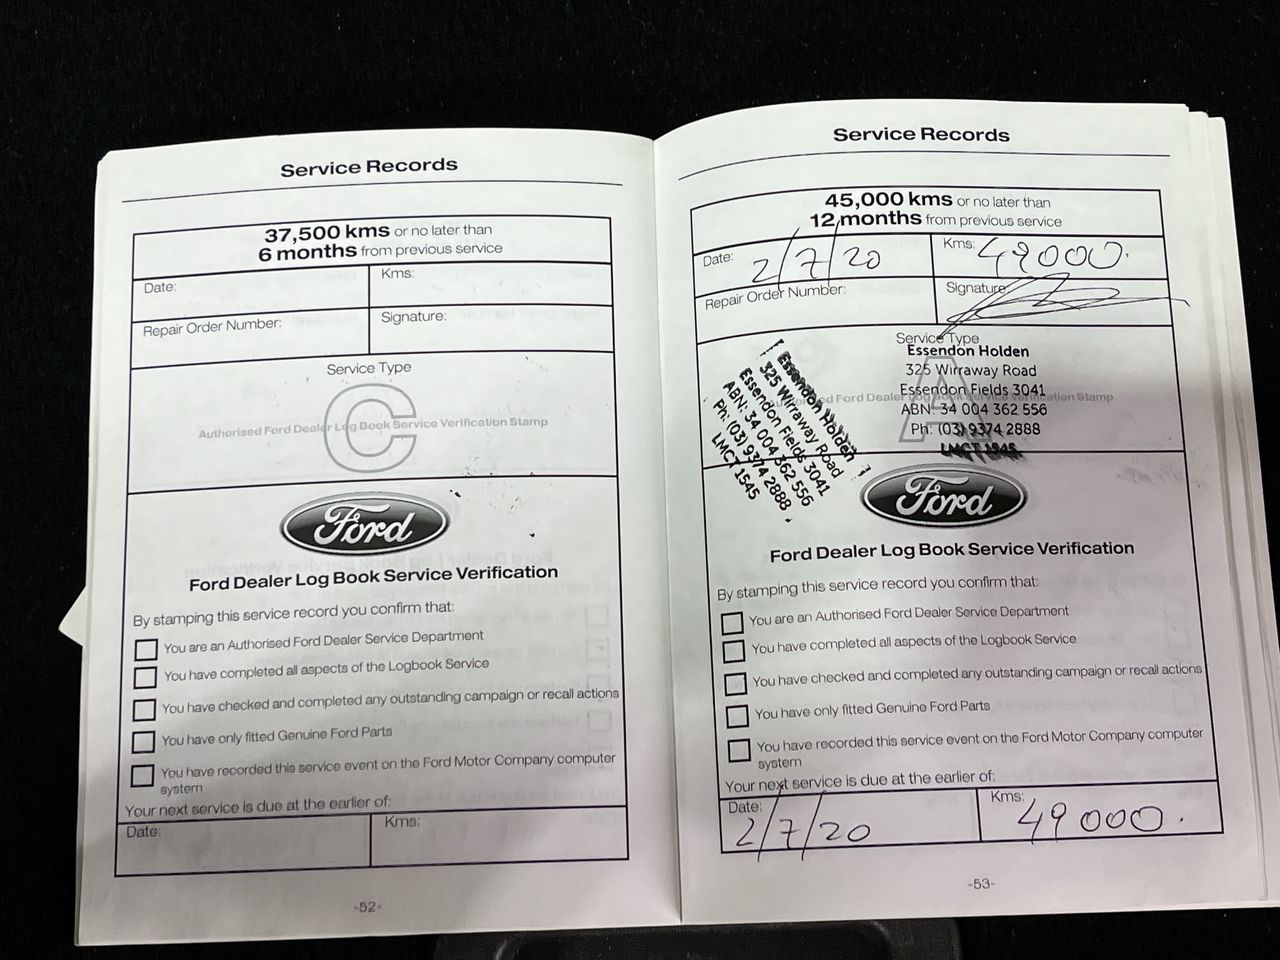 Service Records
37,500 kms or no later than
6 months from previous service
Date:
Kms:
Repair Order Number:
Signature:
Service Type
C
Authorised Ford Dealer Log Book Service Verification Stamp
Ford
Ford Dealer Log Book Service Verification
By stamping this service record you confirm that:
You are an Authorised Ford Dealer Service Department
You have completed all aspects of the Logbook Service
You have checked and completed any outstanding campaign or recall actions
You have only fitted Genuine Ford Parts
You have recorded this service event on the Ford Motor Company computer
system
Your next service is due at the earlier of:
Date:
Kms:
-52-
Service Records
45,000 kms or no later than
12 months from previous service
Date: 2/7/20
Kms: 49000.
Repair Order Number:
Signature:
Service Type
A
Essendon Holden
325 Wirraway Road
Essendon Fields 3041
ABN: 34 004 362 556
Ph: (03) 9374 2888
LMCT 1545
Essendon Holden
325 Wirraway Road
Essendon Fields 3041
ABN: 34 004 362 556
Ph: (03) 9374 2888
LMCT 1545
Ford
Ford Dealer Log Book Service Verification
By stamping this service record you confirm that:
You are an Authorised Ford Dealer Service Department
You have completed all aspects of the Logbook Service
You have checked and completed any outstanding campaign or recall actions
You have only fitted Genuine Ford Parts
You have recorded this service event on the Ford Motor Company computer
system
Your next service is due at the earlier of:
Date: 2/7/20
Kms: 49000.
-53-